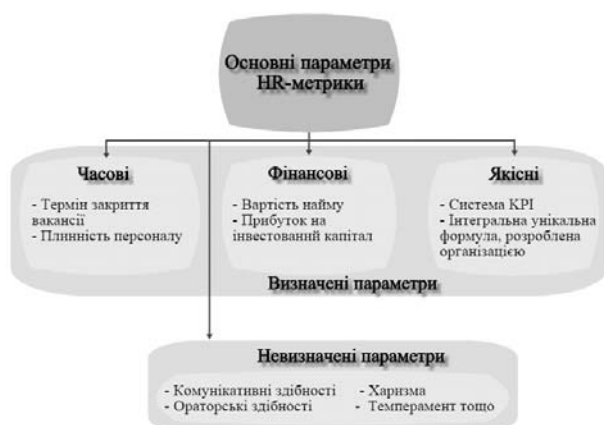 Основні параметри
HR-метрики
Часові
- Термін закриття
вакансії
- Плинність персоналу
Фінансові
- Вартість найму
- Прибуток на
інвестований капітал
Якісні
- Система KPI
- Інтегральна унікальна
формула, розроблена
організацією
Визначені параметри
Невизначені параметри
- Комунікативні здібності
- Ораторські здібності
- Харизма
- Темперамент тощо